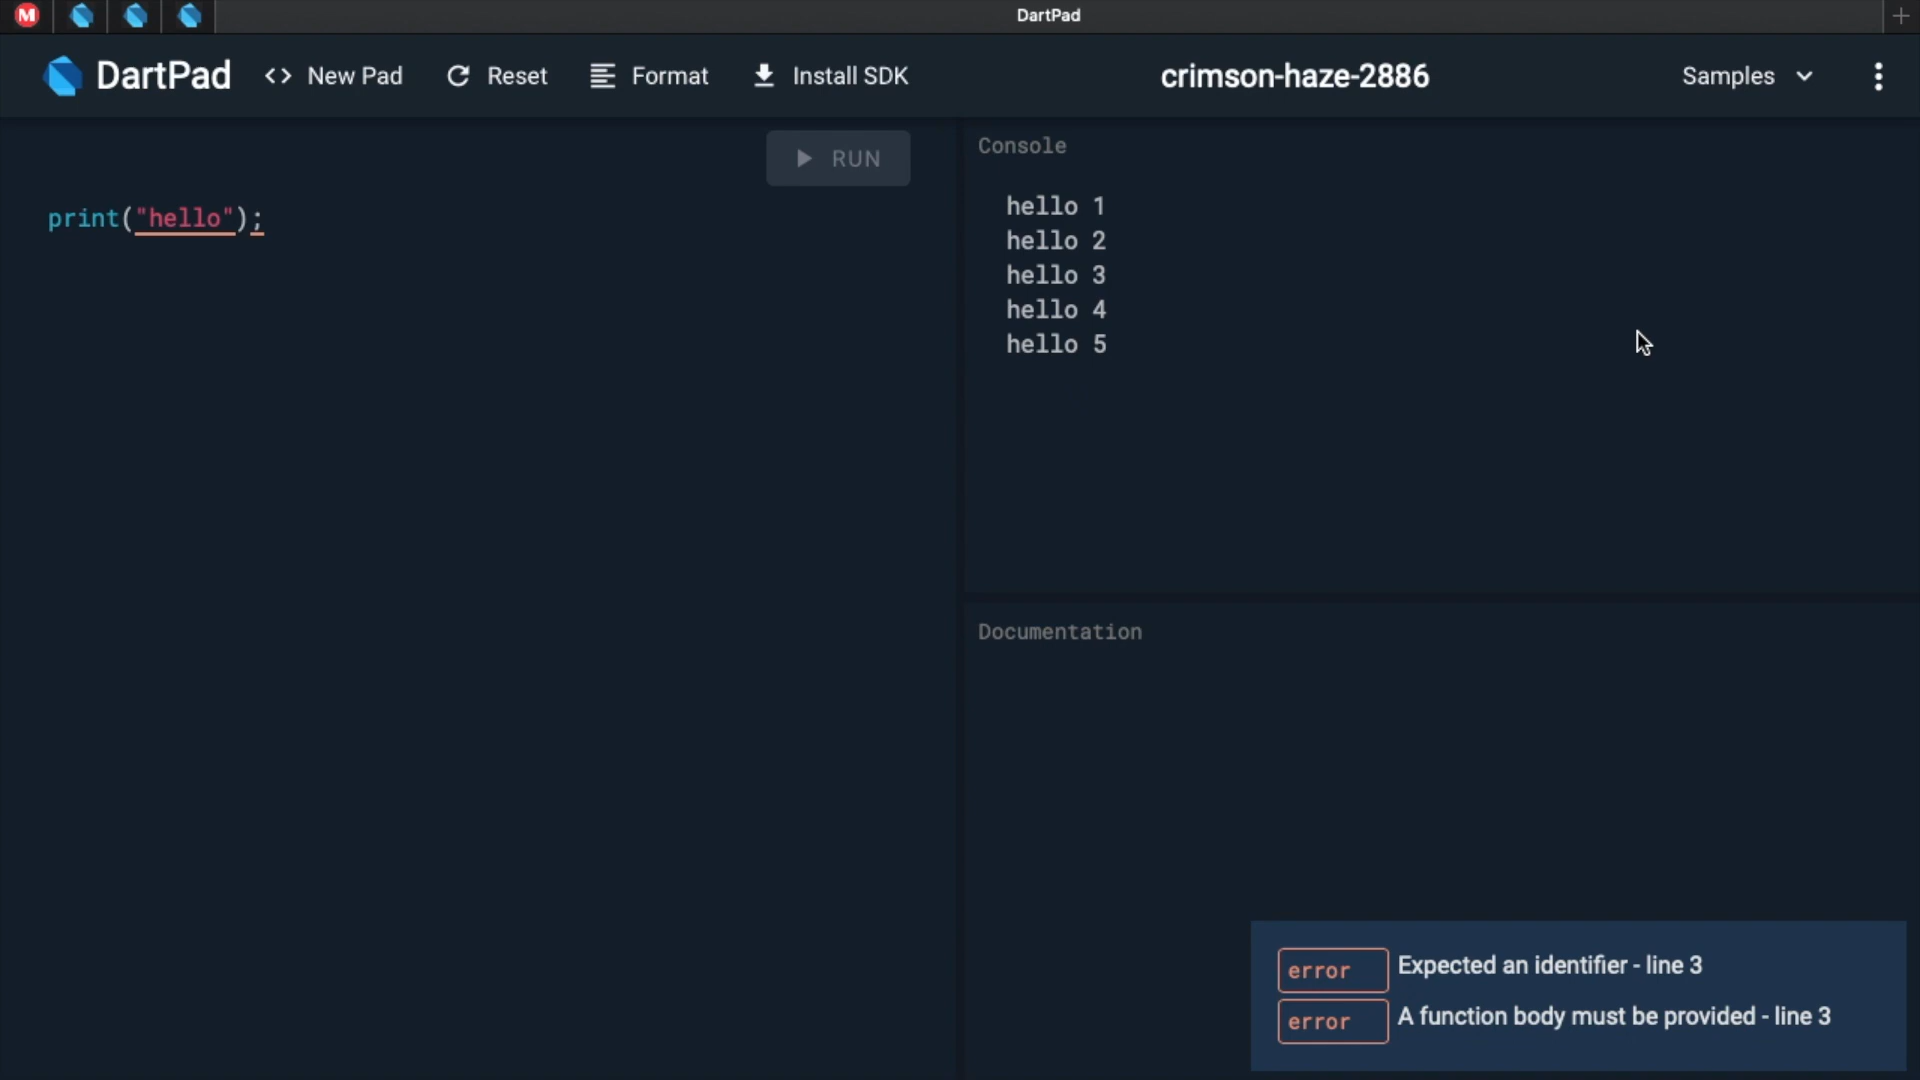 M
DartPad
DartPad <> New Pad Reset Format Install SDK crimson-haze-2886 Samples
RUN
print("hello");
Console
hello 1
hello 2
hello 3
hello 4
hello 5
Documentation
error Expected an identifier - line 3
error A function body must be provided - line 3